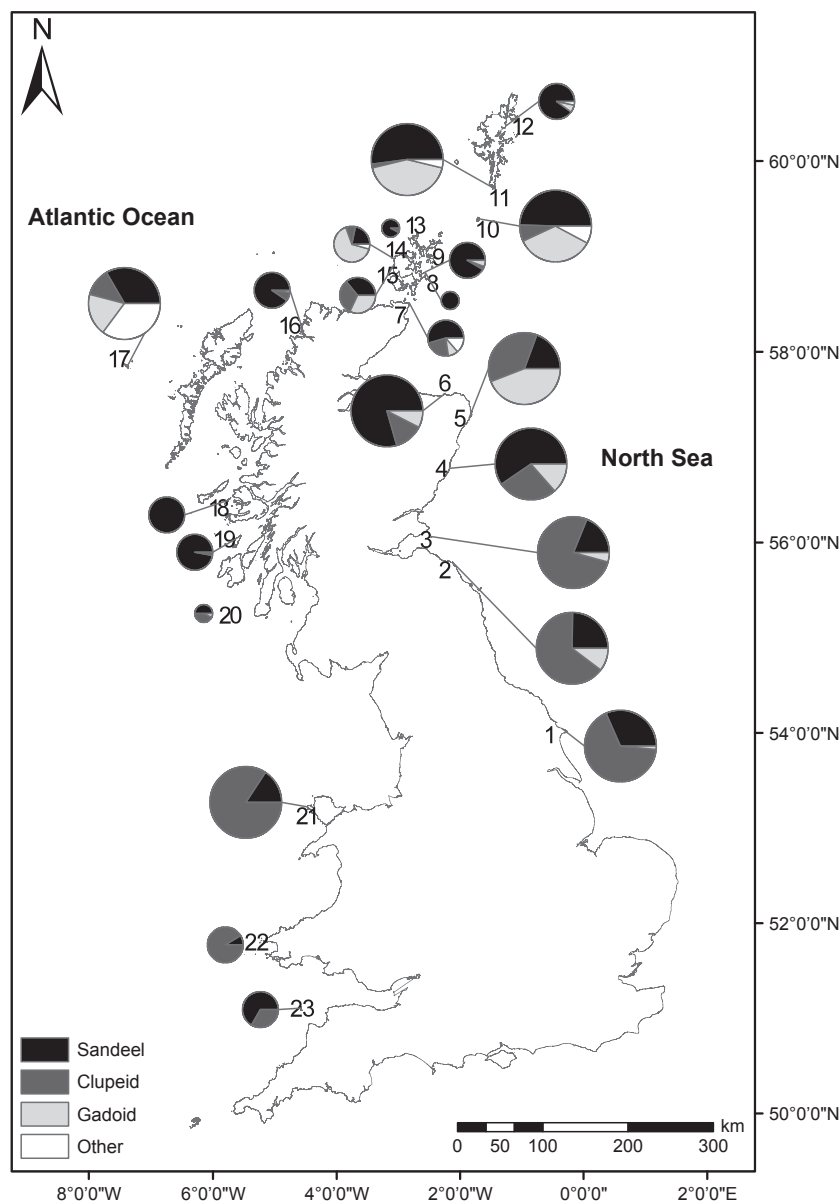 N
12
60°0'0"N
11
Atlantic Ocean
10
13
14
9
15
8
16
7
58°0'0"N
17
6
5
North Sea
4
18
19
3
56°0'0"N
2
20
1
54°0'0"N
21
22
52°0'0"N
23
Sandeel
Clupeid
Gadoid
Other
50°0'0"N
km
0 50 100 200 300
8°0'0"W 6°0'0"W 4°0'0"W 2°0'0"W 0°0'0" 2°0'0"E